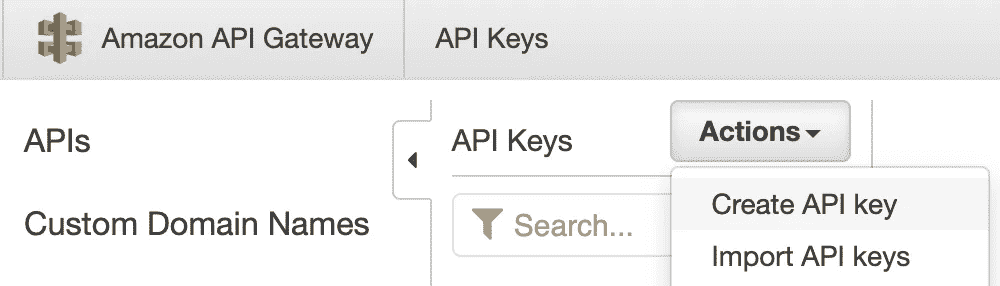 Amazon API Gateway
API Keys
APIs
API Keys
Actions
Custom Domain Names
Search...
Create API key
Import API keys